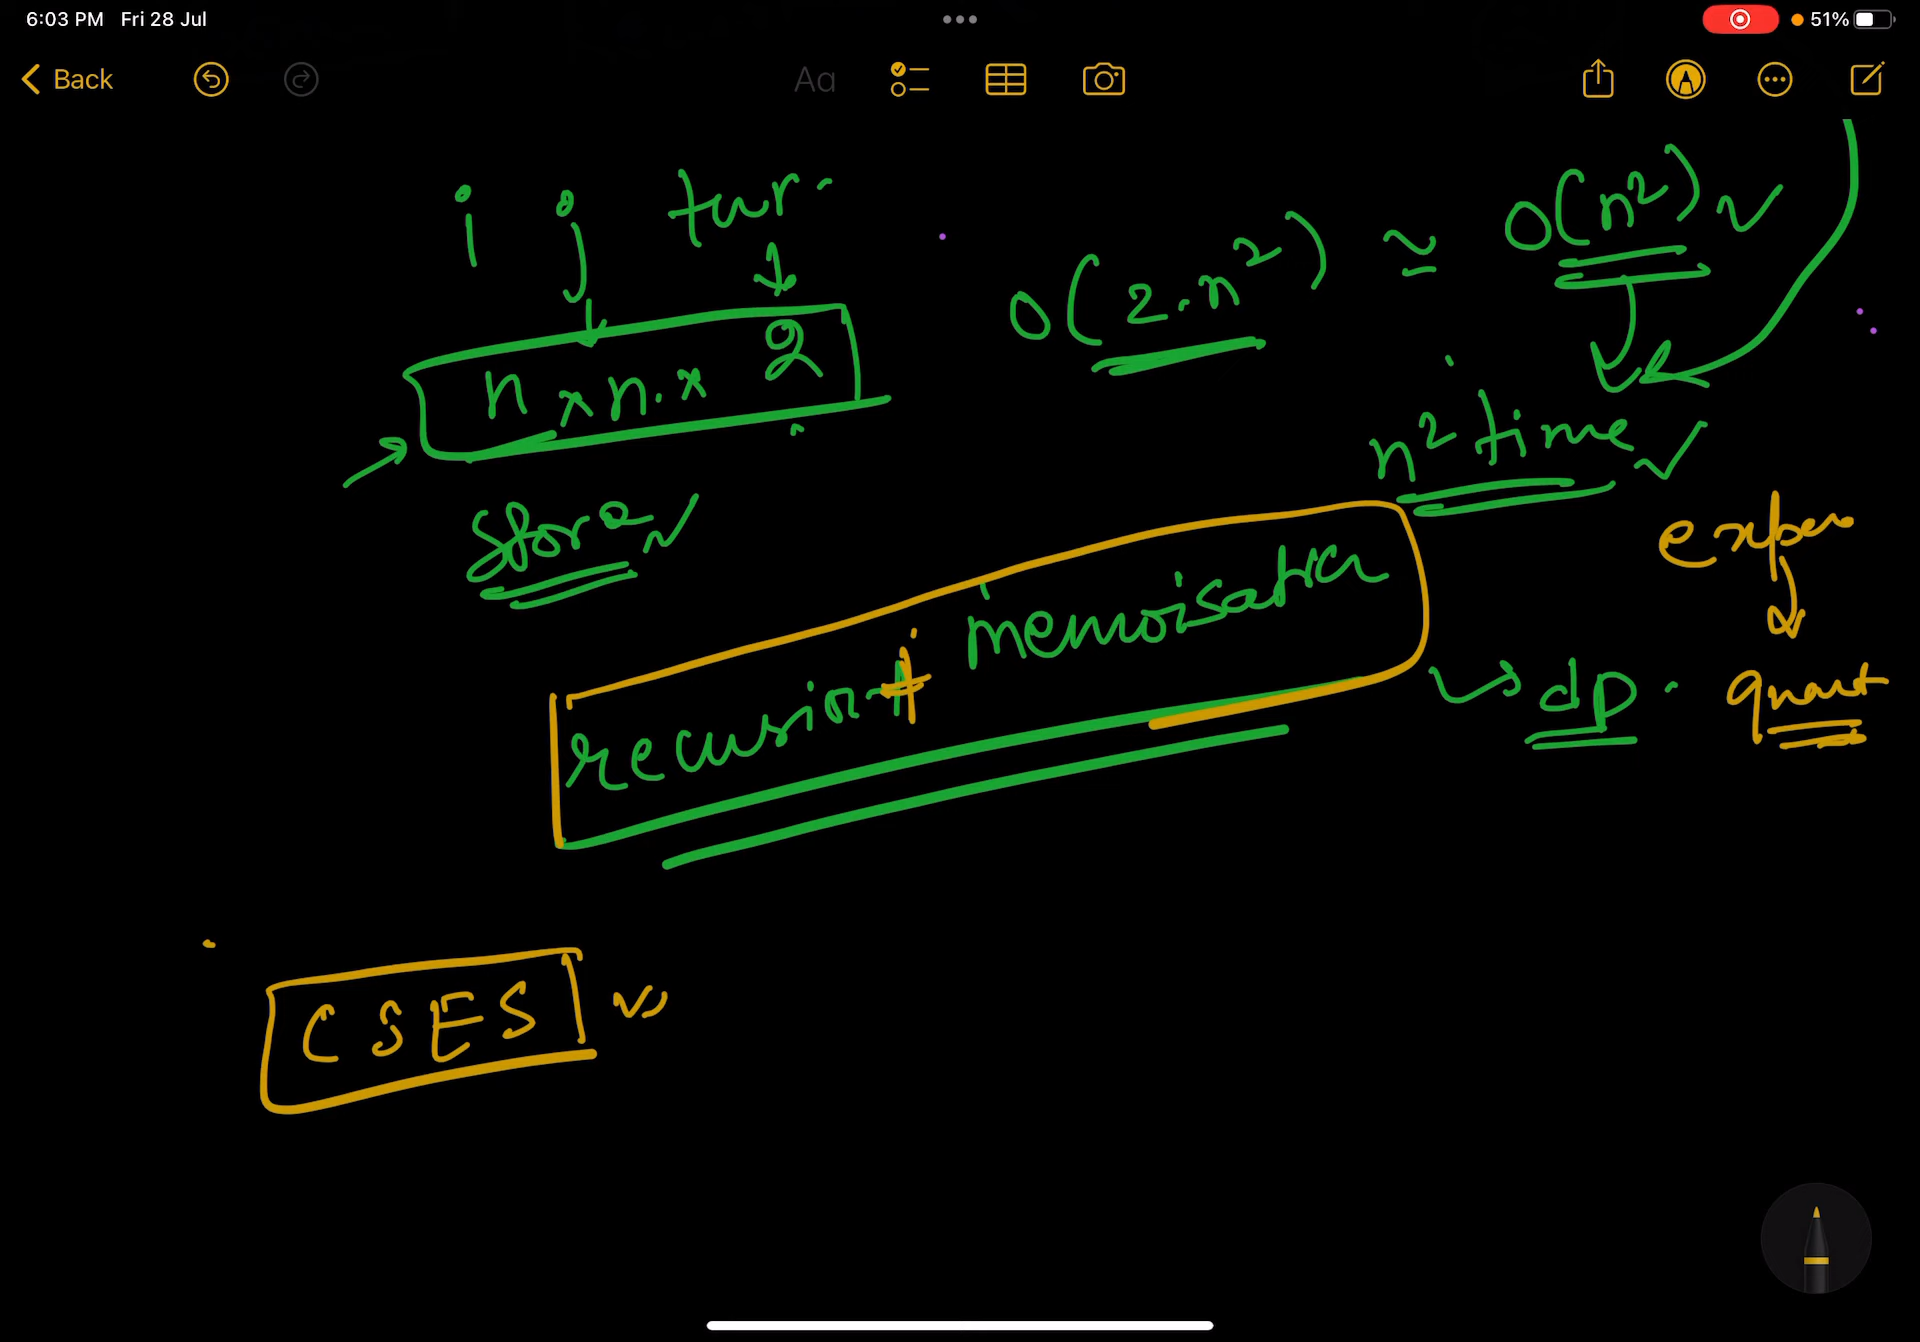 6:03 PM Fri 28 Jul
51%
Back
Aa
i j tur.
O(2.n²) ≃ O(n²)
n × n. × 2
n² time
Store
recursion + memoisation
dp.
CSES